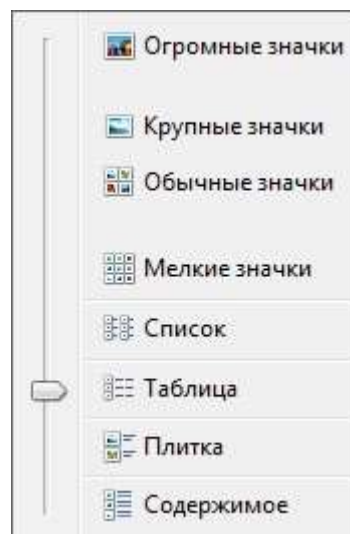 Огромные значки
Крупные значки
Обычные значки
Мелкие значки
Список
Таблица
Плитка
Содержимое